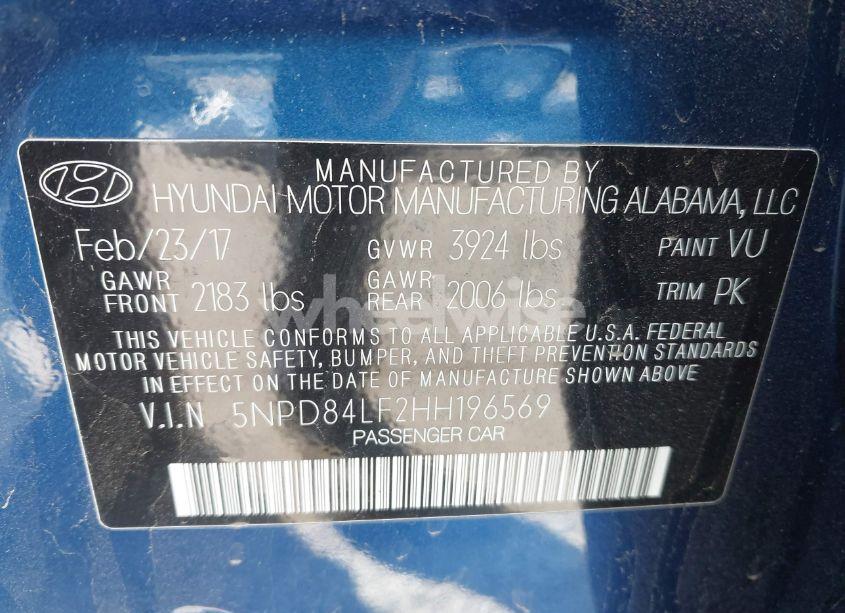 MANUFACTURED BY
HYUNDAI MOTOR MANUFACTURING ALABAMA, LLC
Feb/23/17 GVWR 3924 lbs PAINT VU
GAWR FRONT 2183 lbs GAWR REAR 2006 lbs TRIM PK
wheelwise
THIS VEHICLE CONFORMS TO ALL APPLICABLE U.S.A. FEDERAL
MOTOR VEHICLE SAFETY, BUMPER, AND THEFT PREVENTION STANDARDS
IN EFFECT ON THE DATE OF MANUFACTURE SHOWN ABOVE
V.I.N 5NPD84LF2HH196569
PASSENGER CAR